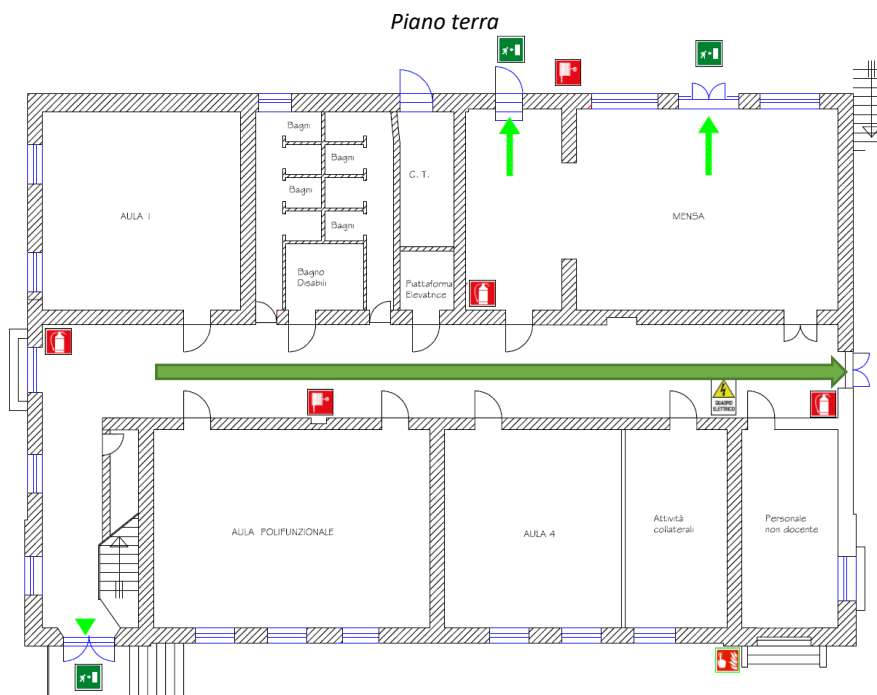 Piano terra
Bagni
Bagni
C. T.
Bagni
AULA 1
MENSA
Bagni
Bagno
Disabili
Piattaforma
Elevatrice
QUADRO
ELETTRICO
AULA POLIFUNZIONALE
AULA 4
Attività
collaterali
Personale
non docente